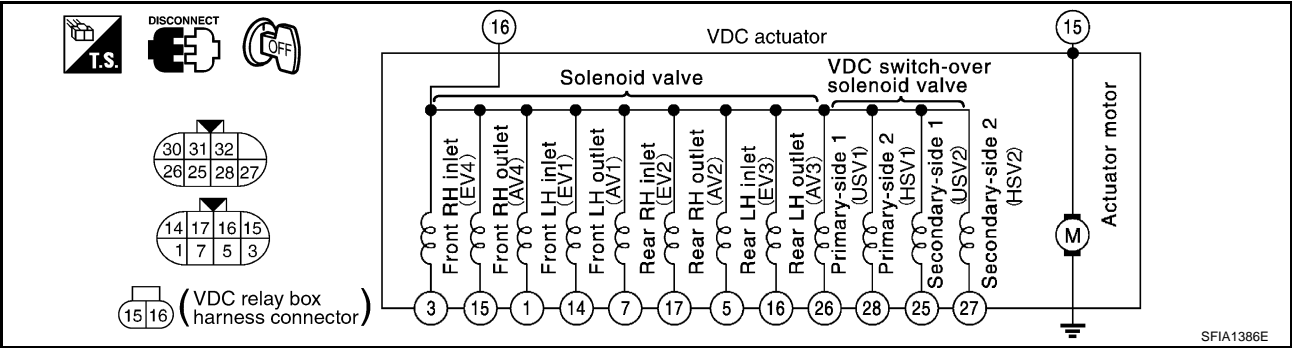 T.S.
DISCONNECT
OFF
16
VDC actuator
15
Solenoid valve
VDC switch-over
solenoid valve
Front RH inlet
(EV4)
Front RH outlet
(AV4)
Front LH inlet
(EV1)
Front LH outlet
(AV1)
Rear RH inlet
(EV2)
Rear RH outlet
(AV2)
Rear LH inlet
(EV3)
Rear LH outlet
(AV3)
Primary-side 1
(USV1)
Primary-side 2
(HSV1)
Secondary-side 1
(USV2)
Secondary-side 2
(HSV2)
Actuator motor
M
30 31 32
26 25 28 27
14 17 16 15
1 7 5 3
15 16
(VDC relay box
harness connector)
3 15 1 14 7 17 5 16 26 28 25 27
SFIA1386E